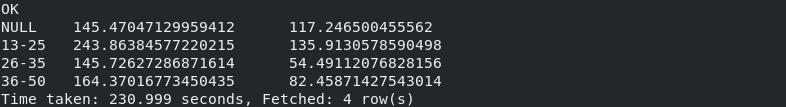 OK
NULL    145.47047129959412      117.246500455562
13-25   243.86384577220215      135.9130578590498
26-35   145.72627286871614      54.49112076828156
36-50   164.37016773450435      82.45871427543014
Time taken: 230.999 seconds, Fetched: 4 row(s)